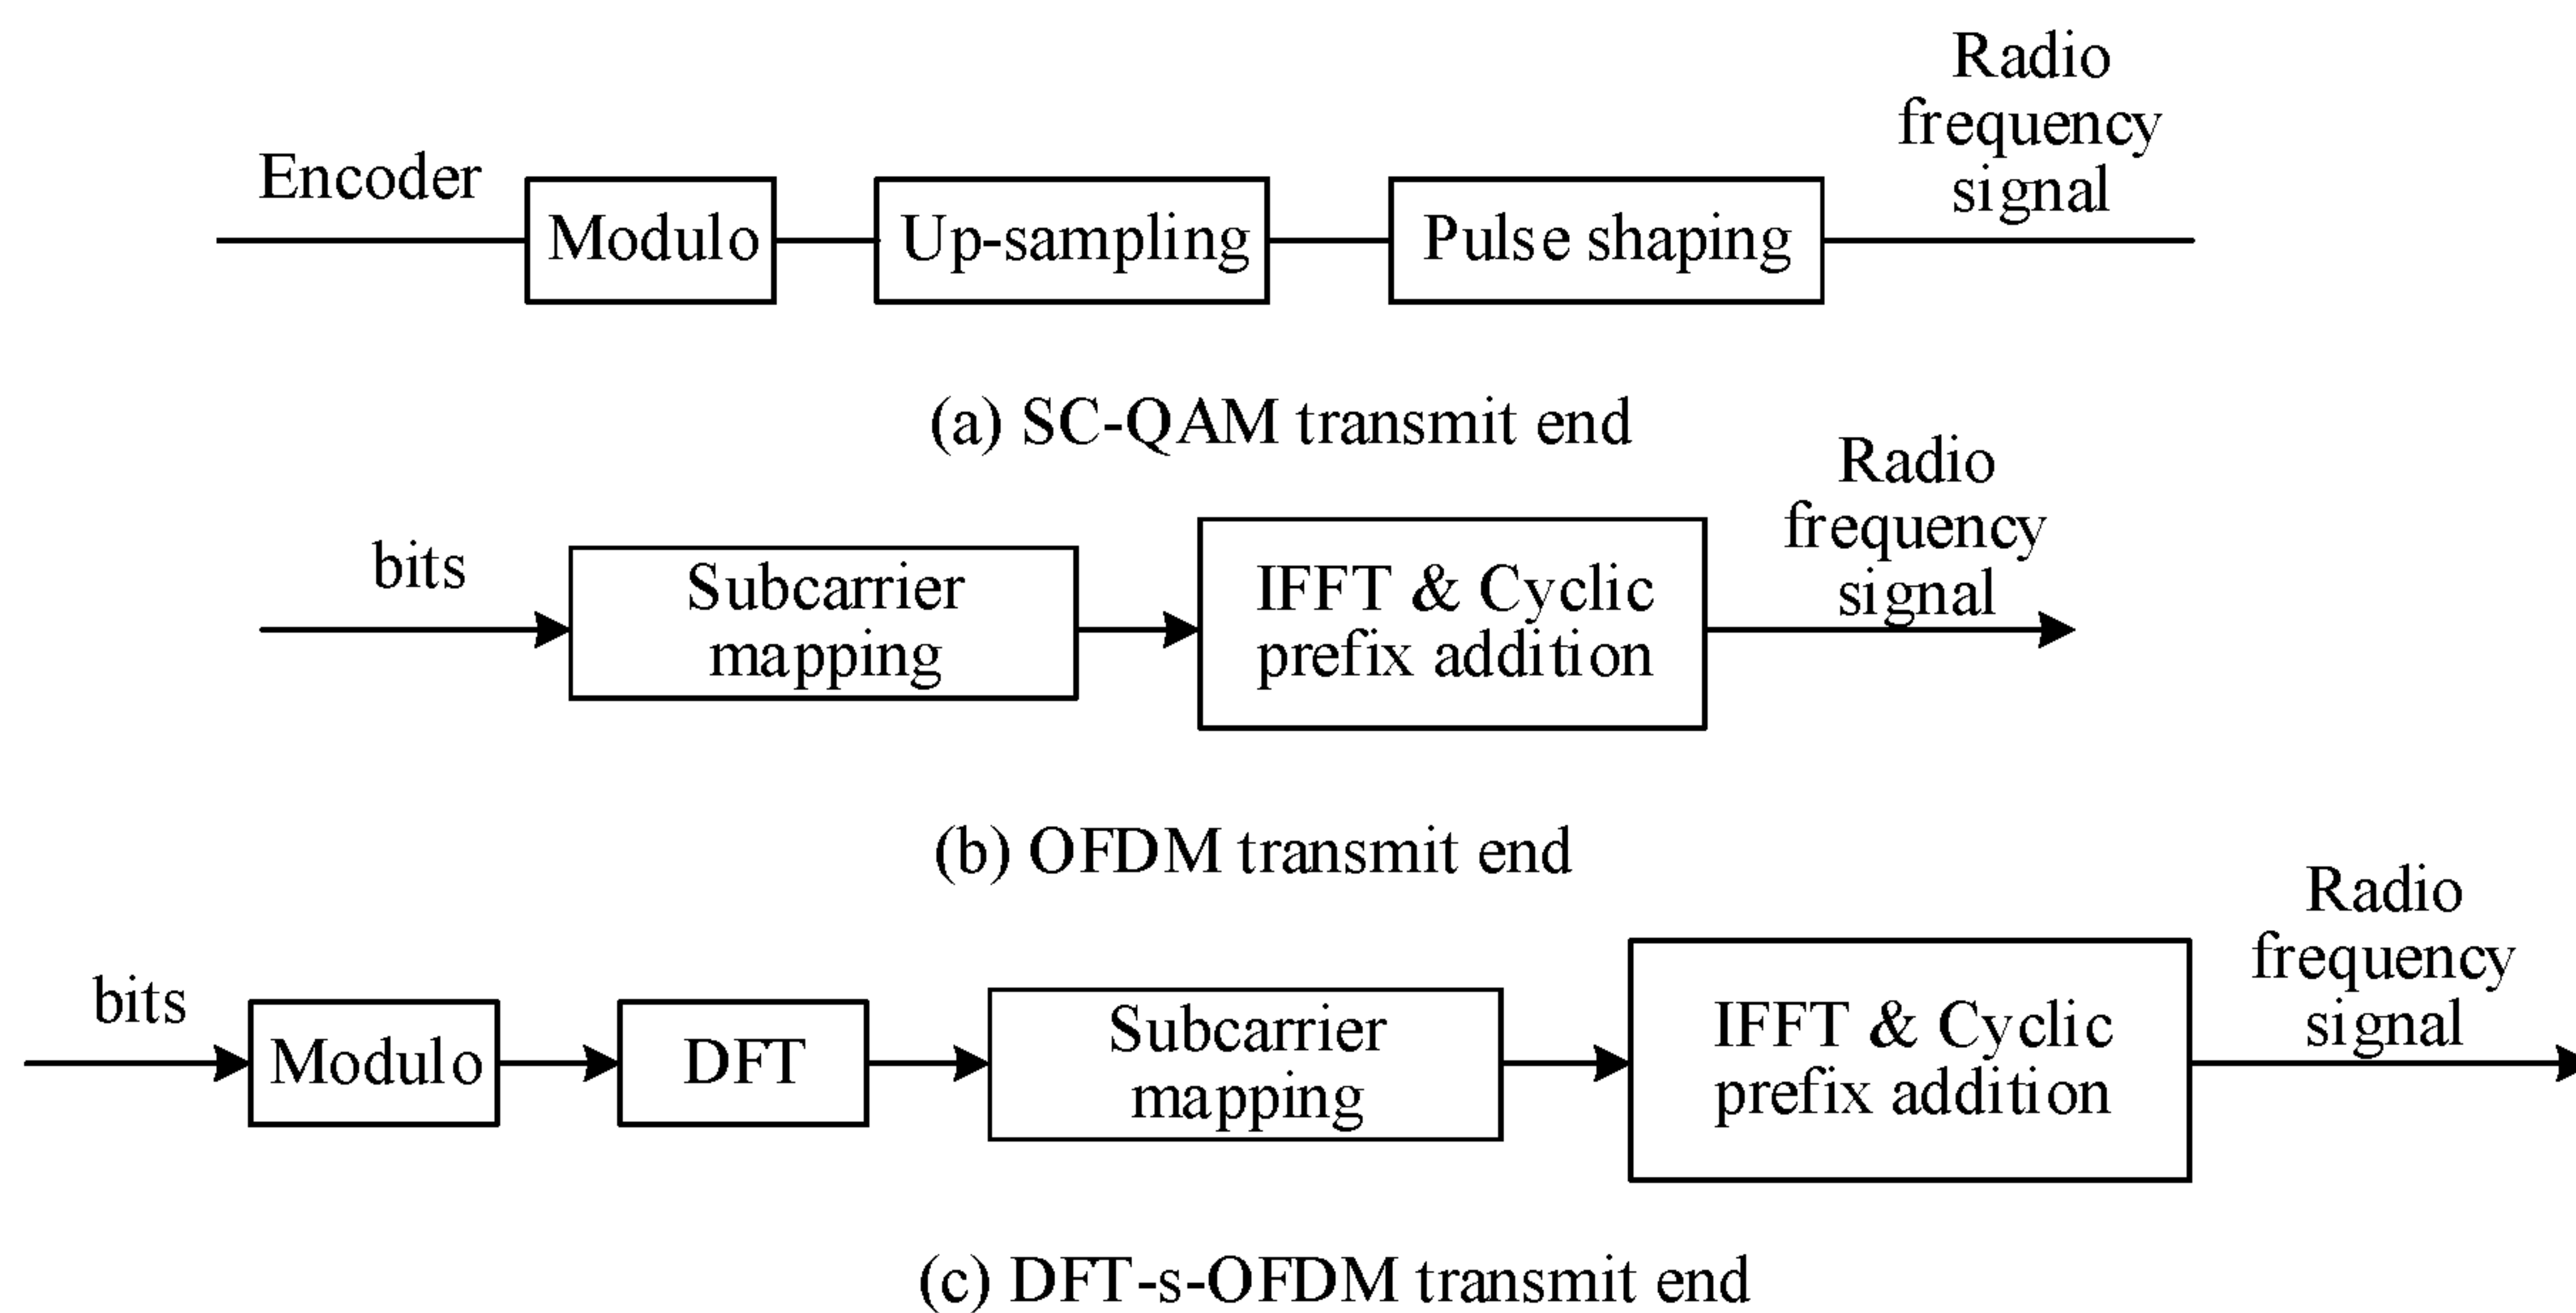 Encoder
Modulo
Up-sampling
Pulse shaping
Radio
frequency
signal
(a) SC-QAM transmit end
bits
Subcarrier
mapping
IFFT & Cyclic
prefix addition
Radio
frequency
signal
(b) OFDM transmit end
bits
Modulo
DFT
Subcarrier
mapping
IFFT & Cyclic
prefix addition
Radio
frequency
signal
(c) DFT-s-OFDM transmit end